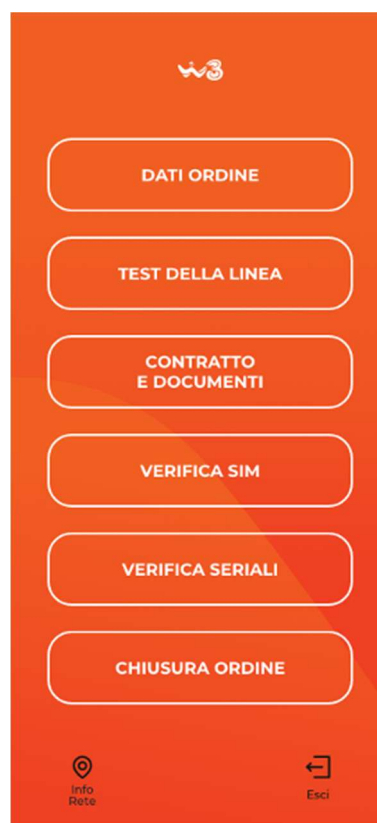 W3
DATI ORDINE
TEST DELLA LINEA
CONTRATTO
E DOCUMENTI
VERIFICA SIM
VERIFICA SERIALI
CHIUSURA ORDINE
Info
Rete
Esci